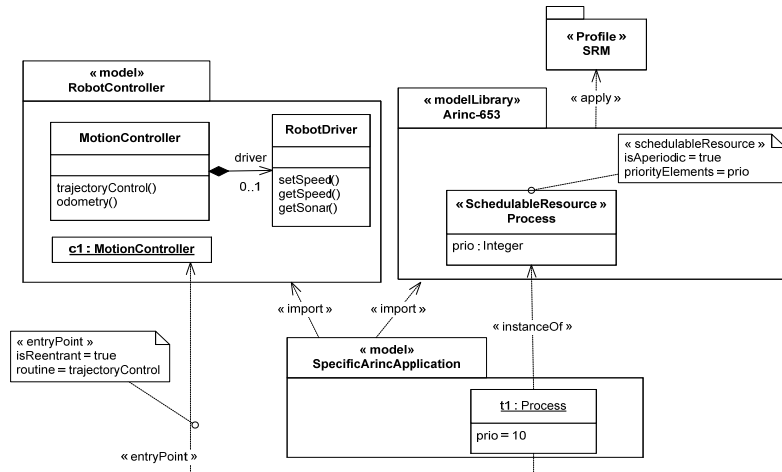 « Profile »
SRM
« apply »
« model»
RobotController
MotionController
trajectoryControl()
odometry()
driver
0..1
RobotDriver
setSpeed()
getSpeed()
getSonar()
c1 : MotionController
« modelLibrary»
Arinc-653
« schedulableResource »
isAperiodic = true
priorityElements = prio
« SchedulableResource »
Process
prio : Integer
« import »
« import »
« instanceOf»
« entryPoint »
isReentrant = true
routine = trajectoryControl
« model»
SpecificArincApplication
t1 : Process
prio = 10
« entryPoint»